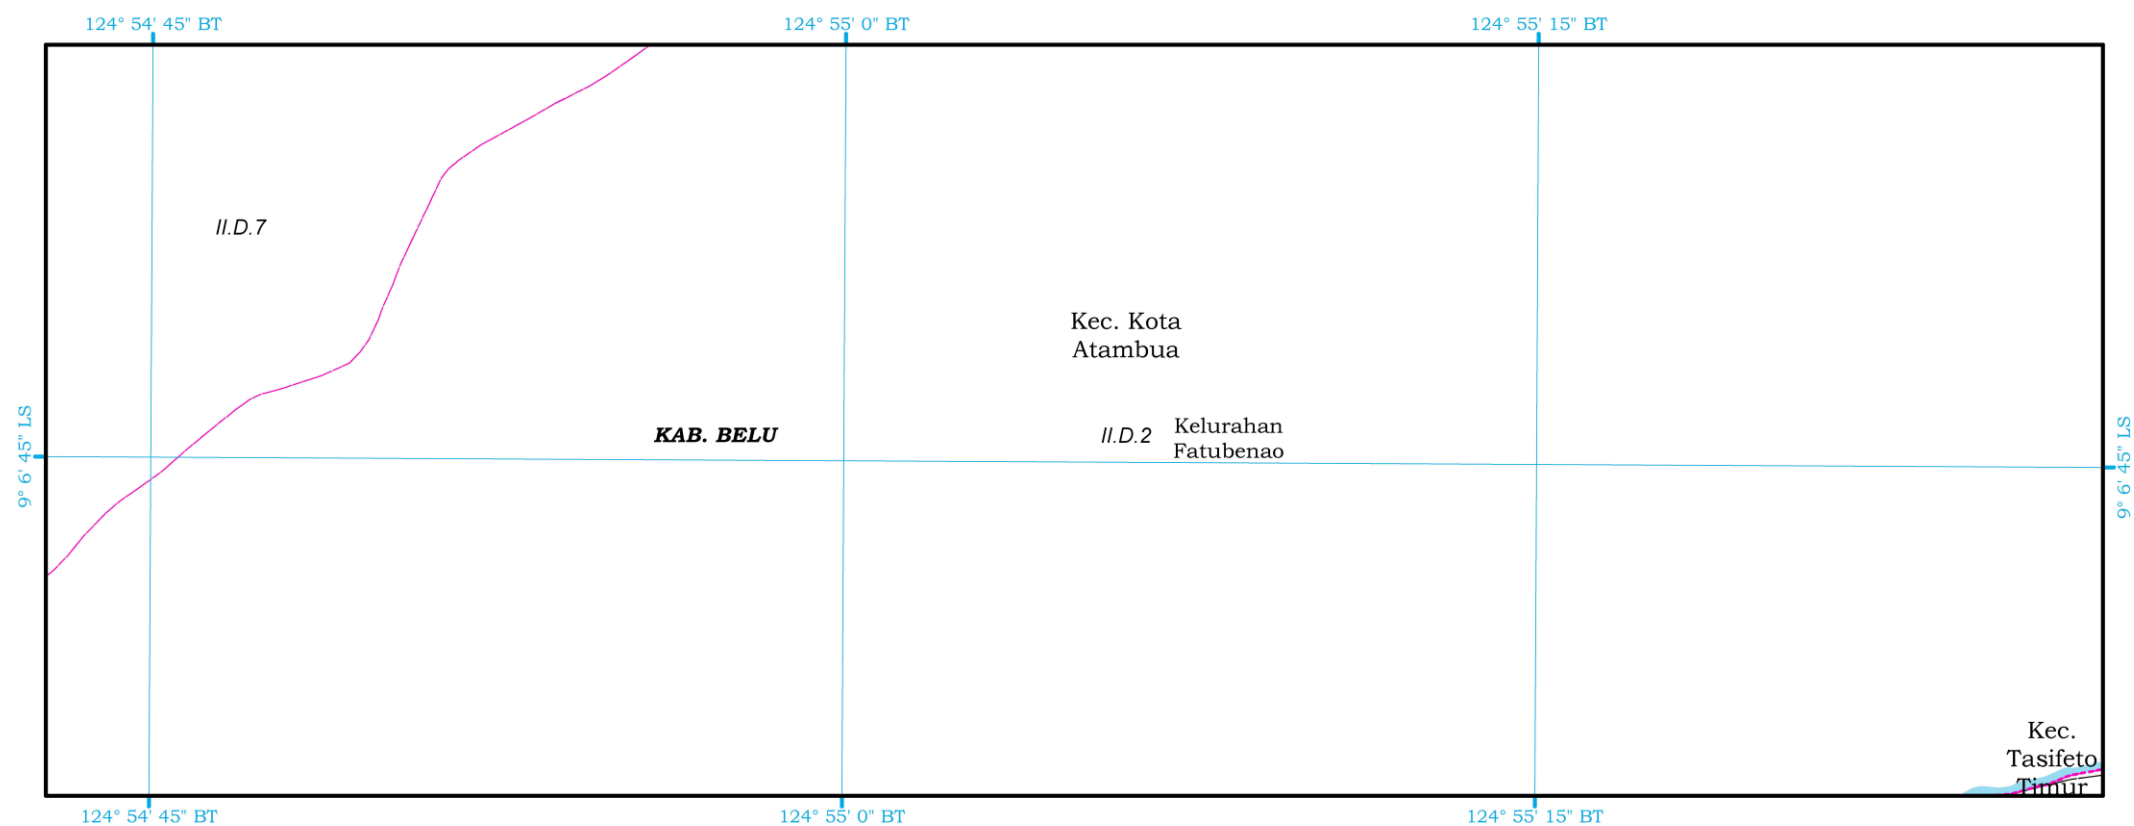 124° 54' 45" BT
124° 55' 0" BT
124° 55' 15" BT
II.D.7
Kec. Kota
Atambua
9° 6' 45" LS
KAB. BELU
II.D.2
Kelurahan
Fatubenao
9° 6' 45" LS
Kec.
Tasifeto
Timur
124° 54' 45" BT
124° 55' 0" BT
124° 55' 15" BT